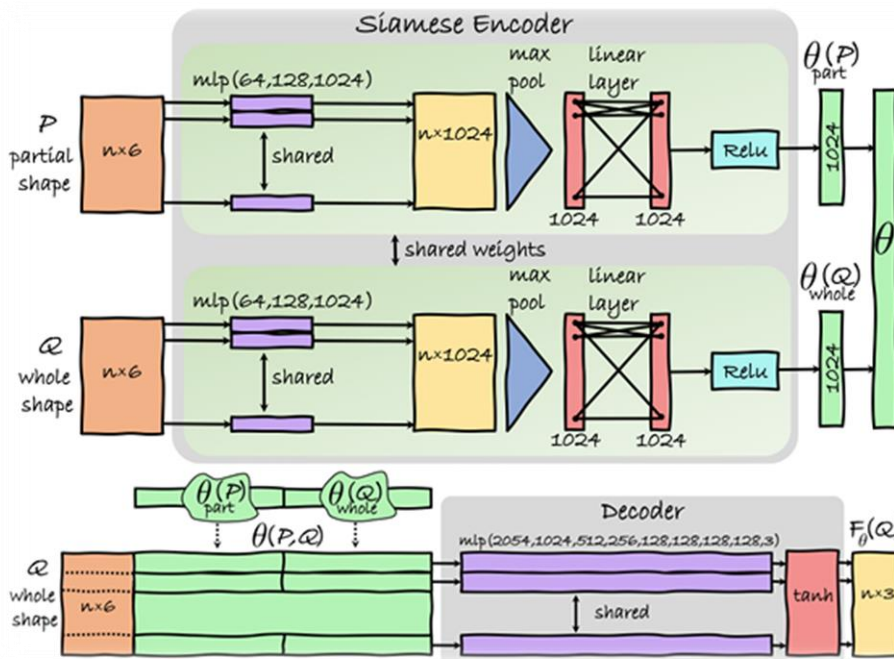 Siamese Encoder
mlp(64,128,1024)
max
pool
linear
layer
θ(P)
part
P
partial
shape
n×6
shared
n×1024
1024
1024
Relu
1024
θ
shared weights
mlp(64,128,1024)
max
pool
linear
layer
θ(Q)
whole
Q
whole
shape
n×6
shared
n×1024
1024
1024
Relu
1024
θ(P)
part
θ(Q)
whole
θ(P,Q)
Decoder
mlp(2054,1024,512,256,128,128,128,128,3)
Fθ(Q
Q
whole
shape
n×6
shared
tanh
n×3